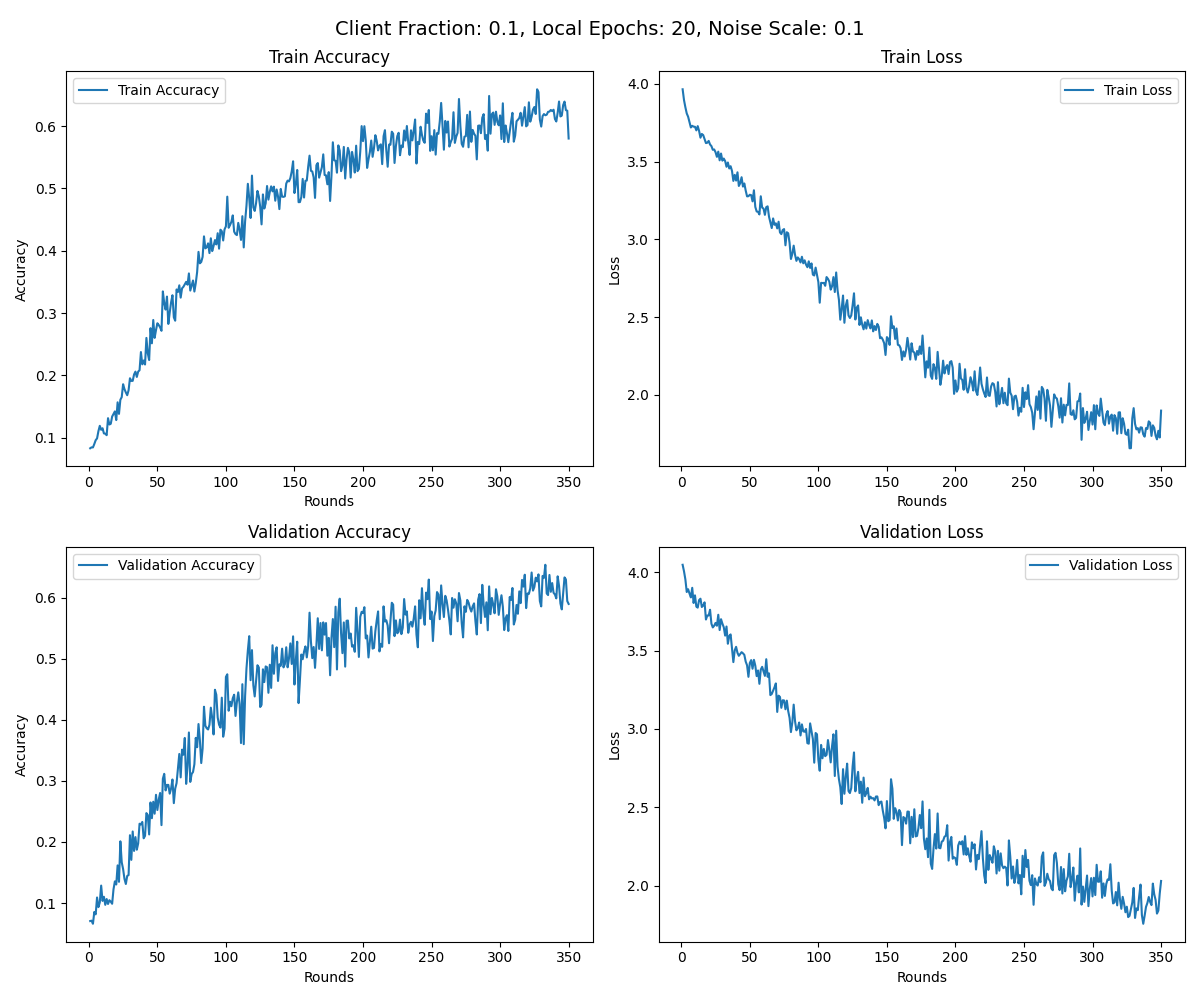 Client Fraction: 0.1, Local Epochs: 20, Noise Scale: 0.1
Train Accuracy
Train Accuracy
Accuracy
0.6
0.5
0.4
0.3
0.2
0.1
0 50 100 150 200 250 300 350
Rounds
Train Loss
Train Loss
Loss
4.0
3.5
3.0
2.5
2.0
0 50 100 150 200 250 300 350
Rounds
Validation Accuracy
Validation Accuracy
Accuracy
0.6
0.5
0.4
0.3
0.2
0.1
0 50 100 150 200 250 300 350
Rounds
Validation Loss
Validation Loss
Loss
4.0
3.5
3.0
2.5
2.0
0 50 100 150 200 250 300 350
Rounds